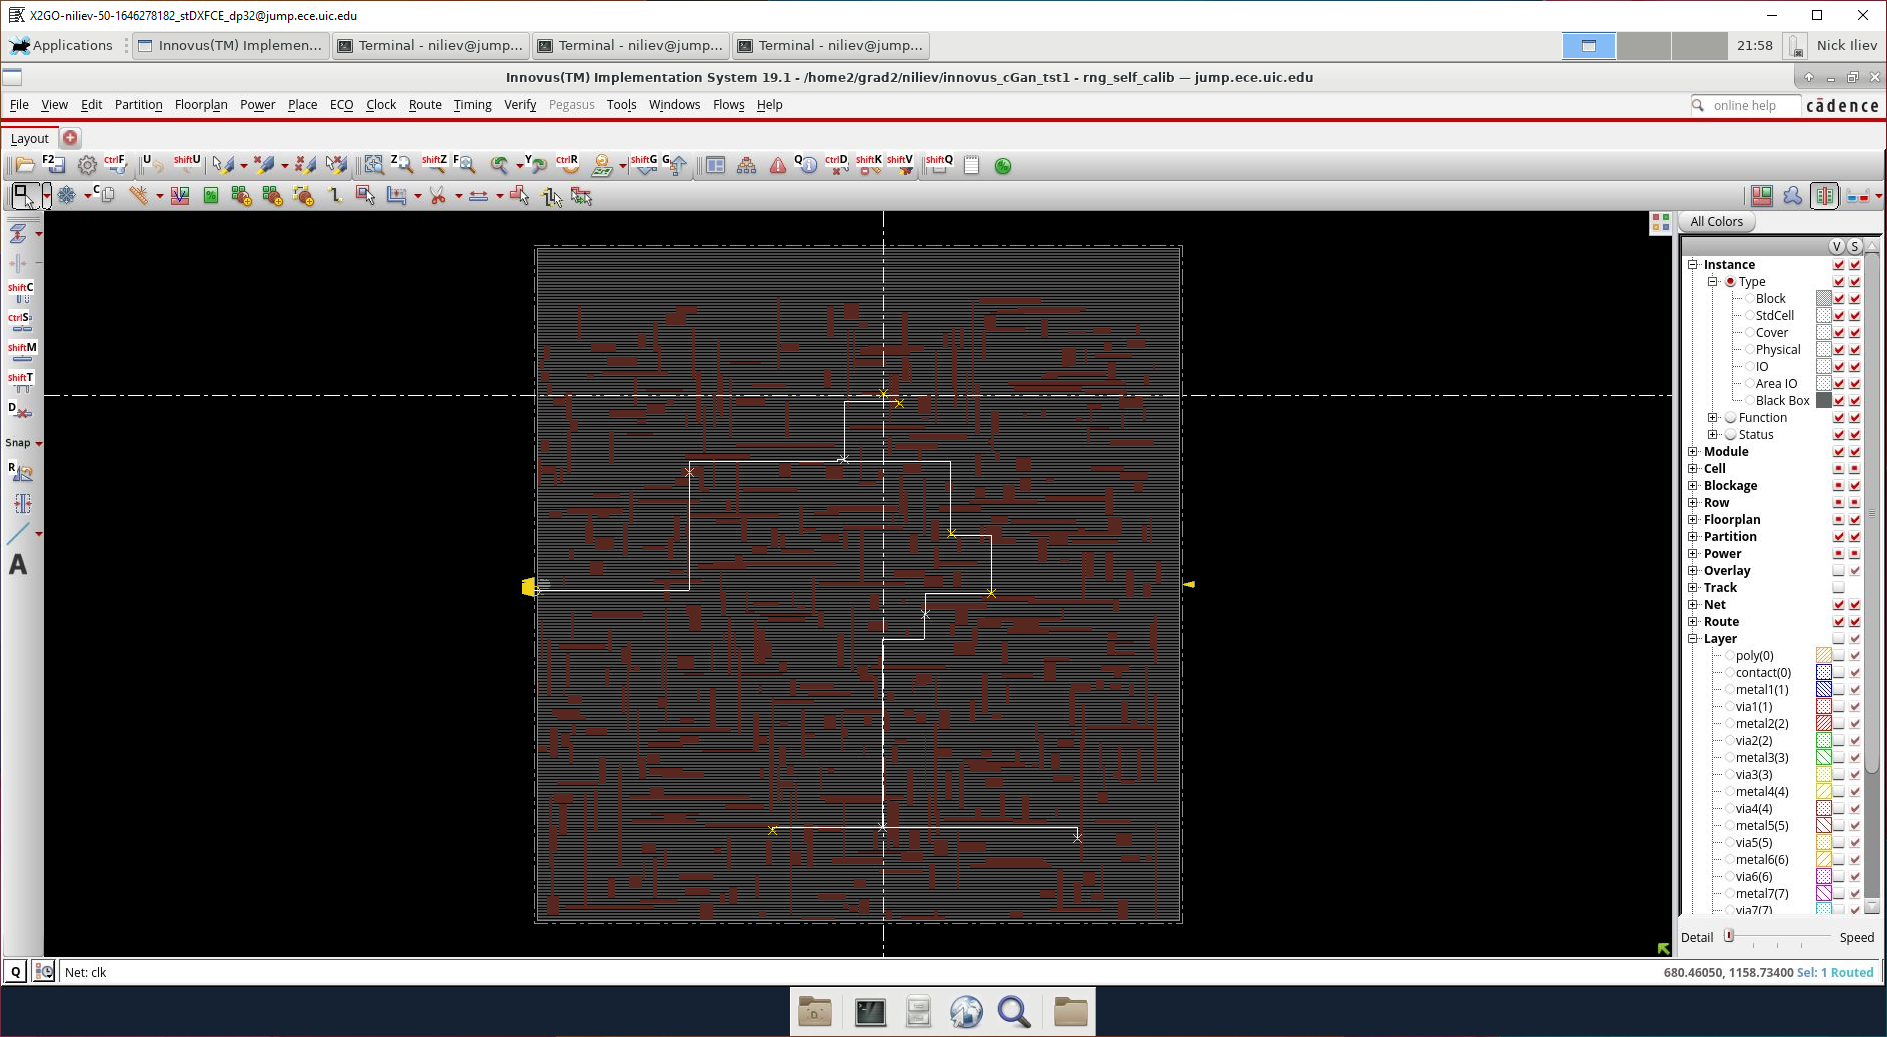 X2GO-niliev-50-1646278182_stDXFCE_dp32@jump.ece.uic.edu
Applications Innovus(TM) Implemen... Terminal - niliev@jump... Terminal - niliev@jump... Terminal - niliev@jump... 21:58 Nick Iliev
Innovus(TM) Implementation System 19.1 - /home2/grad2/niliev/innovus_cGan_tst1 - rng_self_calib — jump.ece.uic.edu
File View Edit Partition Floorplan Power Place ECO Clock Route Timing Verify Pegasus Tools Windows Flows Help online help cādence
Layout
F2 CtrlF U ShiftU Z ShiftZ F Y CtrlR ShiftG G Q CtrlD ShiftK ShiftV ShiftQ
C
All Colors
V S
Instance
Type
Block
StdCell
Cover
Physical
IO
Area IO
Black Box
Function
Status
Module
Cell
Blockage
Row
Floorplan
Partition
Power
Overlay
Track
Net
Route
Layer
poly(0)
contact(0)
metal1(1)
via1(1)
metal2(2)
via2(2)
metal3(3)
via3(3)
metal4(4)
via4(4)
metal5(5)
via5(5)
metal6(6)
via6(6)
metal7(7)
via7(7)
Detail Speed
ShiftC
CtrlS
ShiftM
ShiftT
D
Snap
R
A
Q Net: clk 680.46050, 1158.73400 Sel: 1 Routed